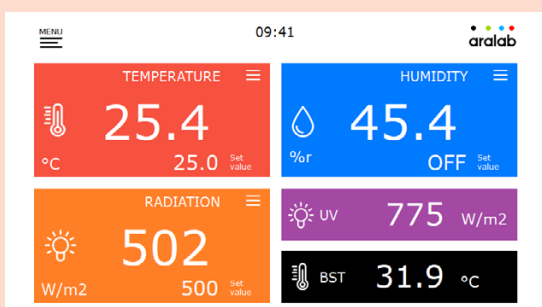 MENU
09:41
aralab
TEMPERATURE
25.4
°C
25.0
Set
value
HUMIDITY
45.4
%r
OFF
Set
value
RADIATION
502
W/m2
500
Set
value
UV
775
W/m2
BST
31.9
°C